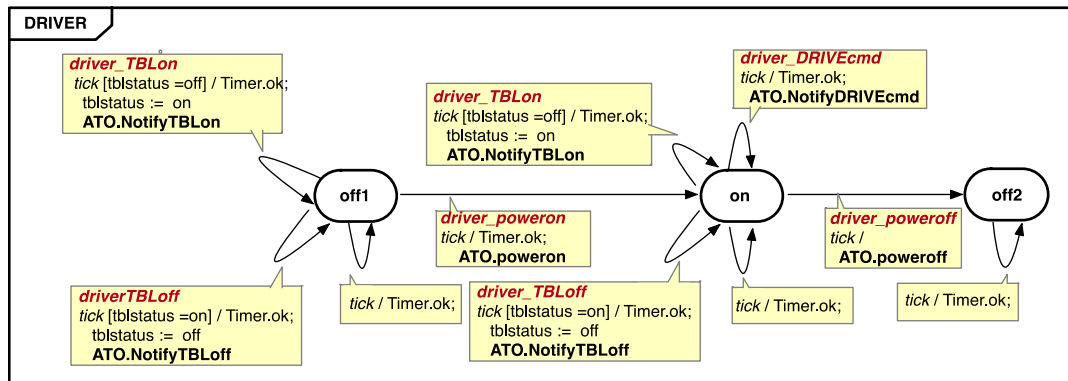 DRIVER
driver_TBLon
tick [tblstatus =off] / Timer.ok;
tblstatus := on
ATO.NotifyTBLon
driver_TBLon
tick [tblstatus =off] / Timer.ok;
tblstatus := on
ATO.NotifyTBLon
driver_DRIVEcmd
tick / Timer.ok;
ATO.NotifyDRIVEcmd
off1
on
off2
driver_poweron
tick / Timer.ok;
ATO.poweron
driver_poweroff
tick /
ATO.poweroff
driverTBLoff
tick [tblstatus =on] / Timer.ok;
tblstatus := off
ATO.NotifyTBLoff
tick / Timer.ok;
driver_TBLoff
tick [tblstatus =on] / Timer.ok;
tblstatus := off
ATO.NotifyTBLoff
tick / Timer.ok;
tick / Timer.ok;